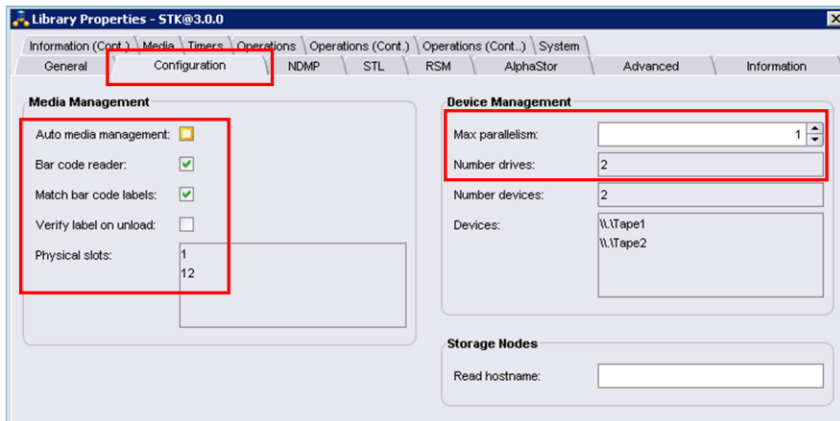 Library Properties - STK@3.0.0
Information (Cont.) Media Timers Operations Operations (Cont.) Operations (Cont..) System
General Configuration NDMP STL RSM AlphaStor Advanced Information
Media Management
Auto media management:
Bar code reader:
Match bar code labels:
Verify label on unload:
Physical slots:
1
12
Device Management
Max parallelism: 1
Number drives: 2
Number devices: 2
Devices:
\\.\Tape1
\\.\Tape2
Storage Nodes
Read hostname: